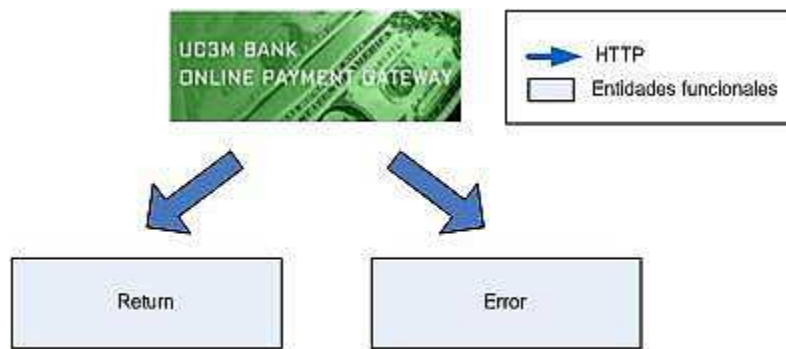 UC3M BANK
ONLINE PAYMENT GATEWAY
HTTP
Entidades funcionales
Return
Error